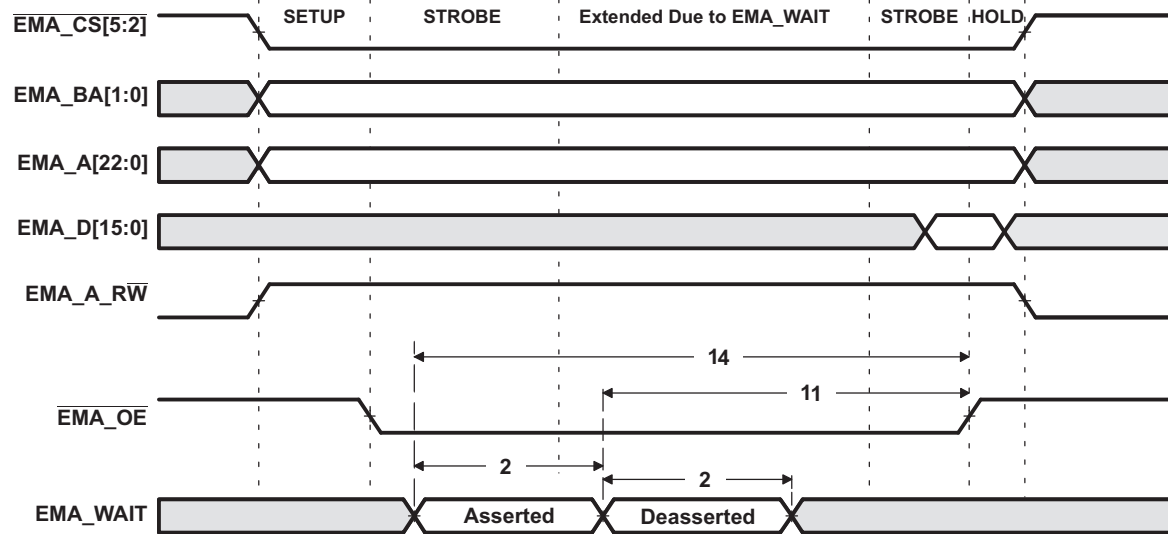 SETUP STROBE Extended Due to EMA_WAIT STROBE HOLD
EMA_CS[5:2]
EMA_BA[1:0]
EMA_A[22:0]
EMA_D[15:0]
EMA_A_RW
14
11
EMA_OE
2
2
EMA_WAIT Asserted Deasserted